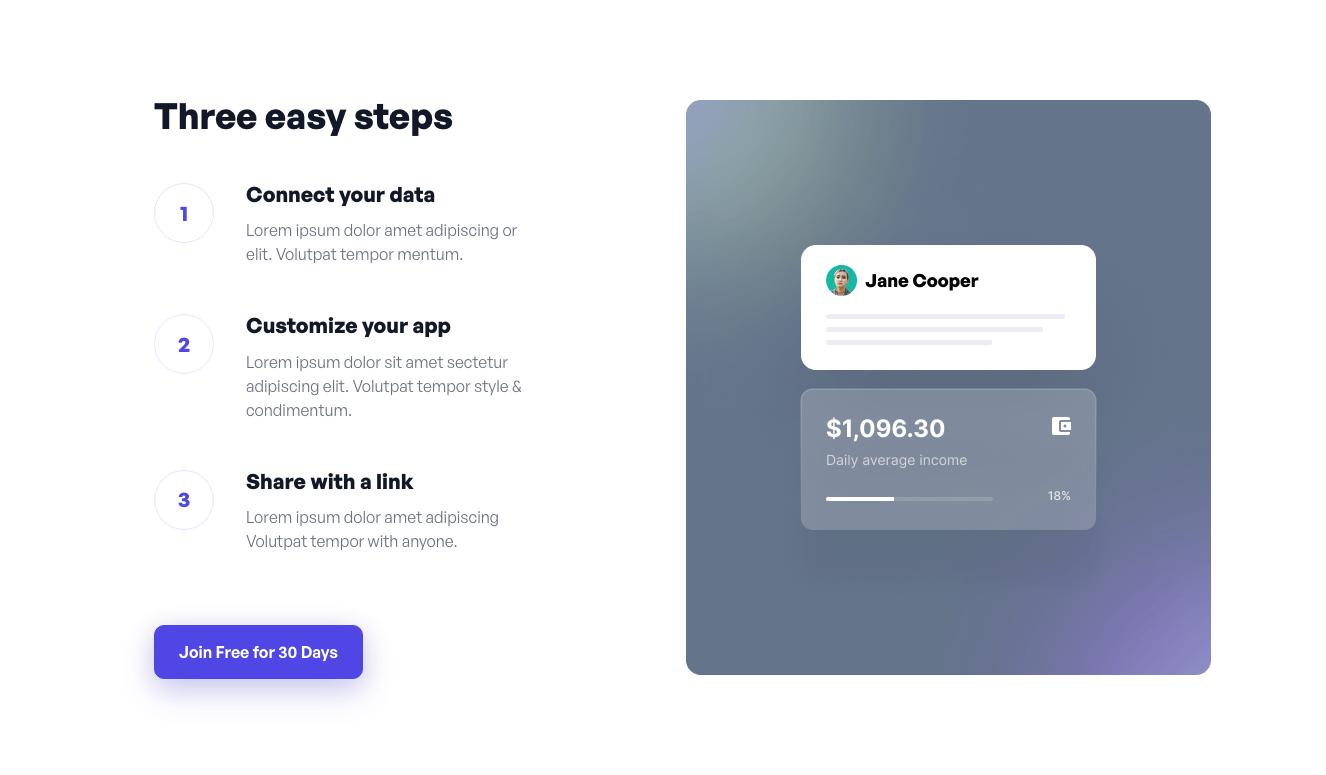 Three easy steps
1
Connect your data
Lorem ipsum dolor amet adipiscing or
elit. Volutpat tempor mentum.
2
Customize your app
Lorem ipsum dolor sit amet sectetur
adipiscing elit. Volutpat tempor style &
condimentum.
3
Share with a link
Lorem ipsum dolor amet adipiscing
Volutpat tempor with anyone.
Join Free for 30 Days
Jane Cooper
$1,096.30
Daily average income
18%